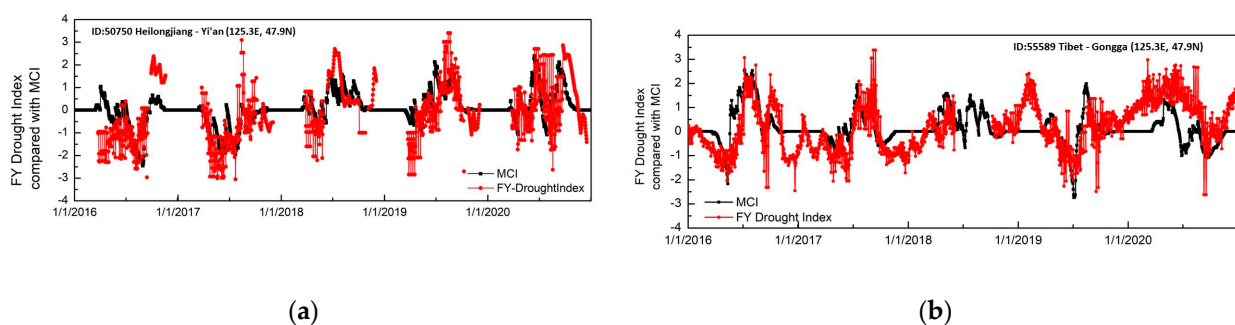 ID:50750 Heilongjiang - Yi'an (125.3E, 47.9N)
FY Drought Index
compared with MCI
4
3
2
1
0
-1
-2
-3
-4
MCI
FY-DroughtIndex
1/1/2016
1/1/2017
1/1/2018
1/1/2019
1/1/2020
(a)
ID:55589 Tibet - Gongga (125.3E, 47.9N)
FY Drought Index
compared with MCI
4
3
2
1
0
-1
-2
-3
-4
MCI
FY Drought Index
1/1/2016
1/1/2017
1/1/2018
1/1/2019
1/1/2020
(b)